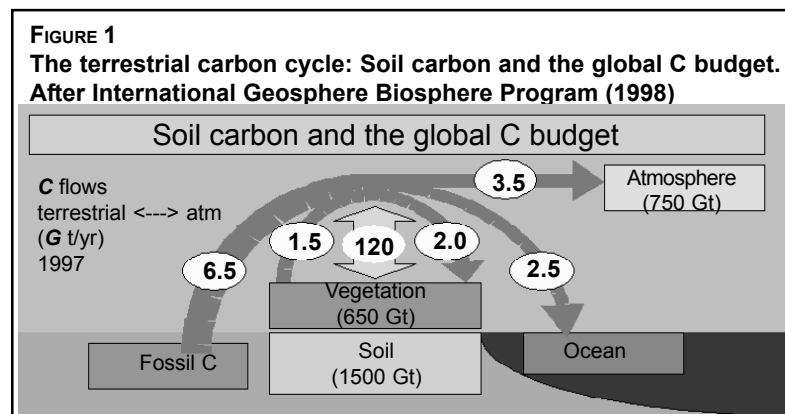 FIGURE 1
The terrestrial carbon cycle: Soil carbon and the global C budget.
After International Geosphere Biosphere Program (1998)
Soil carbon and the global C budget
C flows
terrestrial <---> atm
(G t/yr)
1997
3.5
Atmosphere
(750 Gt)
1.5
120
2.0
6.5
2.5
Vegetation
(650 Gt)
Fossil C
Soil
(1500 Gt)
Ocean